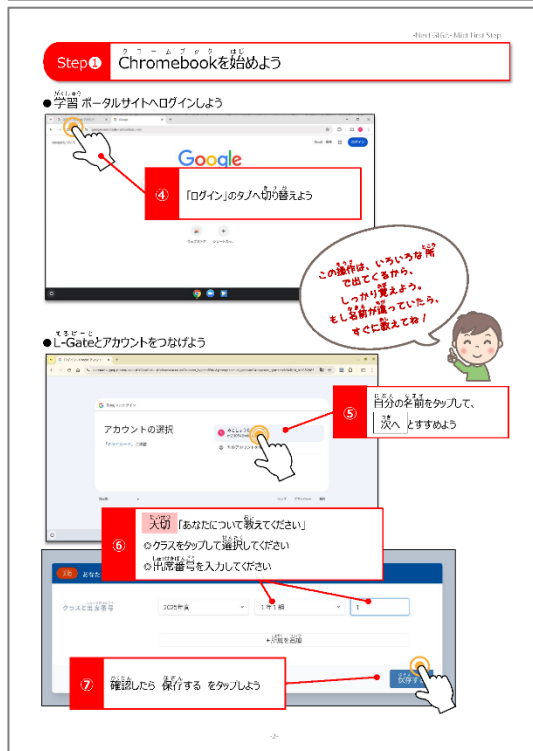 -Next GIGA- Miot First Step
Step❶ Chromebookを始めよう
●学習 ポータルサイトへログインしよう
Google
④ 「ログイン」のタブへ切り替えよう
この操作は、いろいろな 所
で出てくるから、
しっかり覚えよう。
もし名前が違っていたら、
すぐに教えてね!
●L-Gateとアカウントをつなげよう
アカウントの選択
⑤ 自分の名前をタップして、
次へ とすすめよう
⑥ 大切 「あなたについて教えてください」
◎クラスをタップして選択してください
◎出席番号を入力してください
クラスと出席番号
2025年度
1年1組
1
+所属を追加
⑦ 確認したら 保存する をタップしよう
-2-